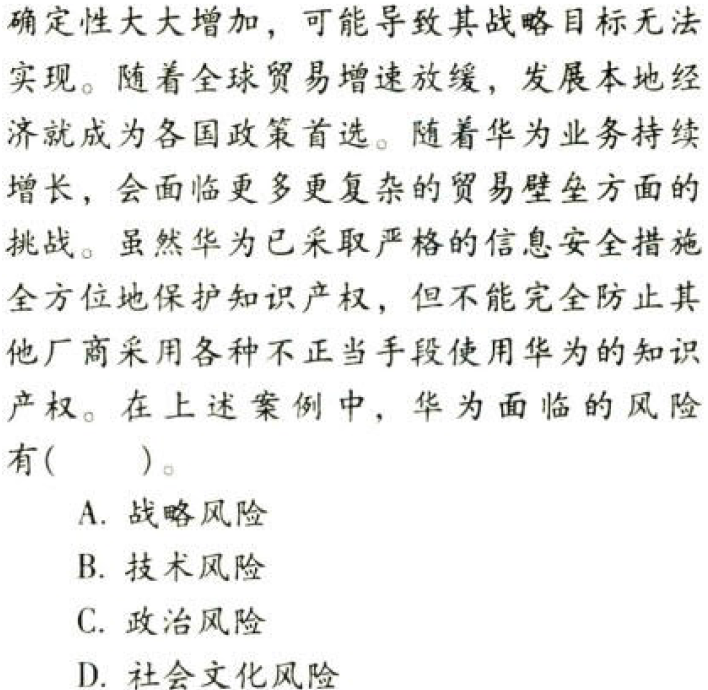 确定性大大增加，可能导致其战略目标无法
实现。随着全球贸易增速放缓，发展本地经
济就成为各国政策首选。随着华为业务持续
增长，会面临更多更复杂的贸易壁垒方面的
挑战。虽然华为已采取严格的信息安全措施
全方位地保护知识产权，但不能完全防止其
他厂商采用各种不正当手段使用华为的知识
产权。在上述案例中，华为面临的风险
有(　　)。
A. 战略风险
B. 技术风险
C. 政治风险
D. 社会文化风险